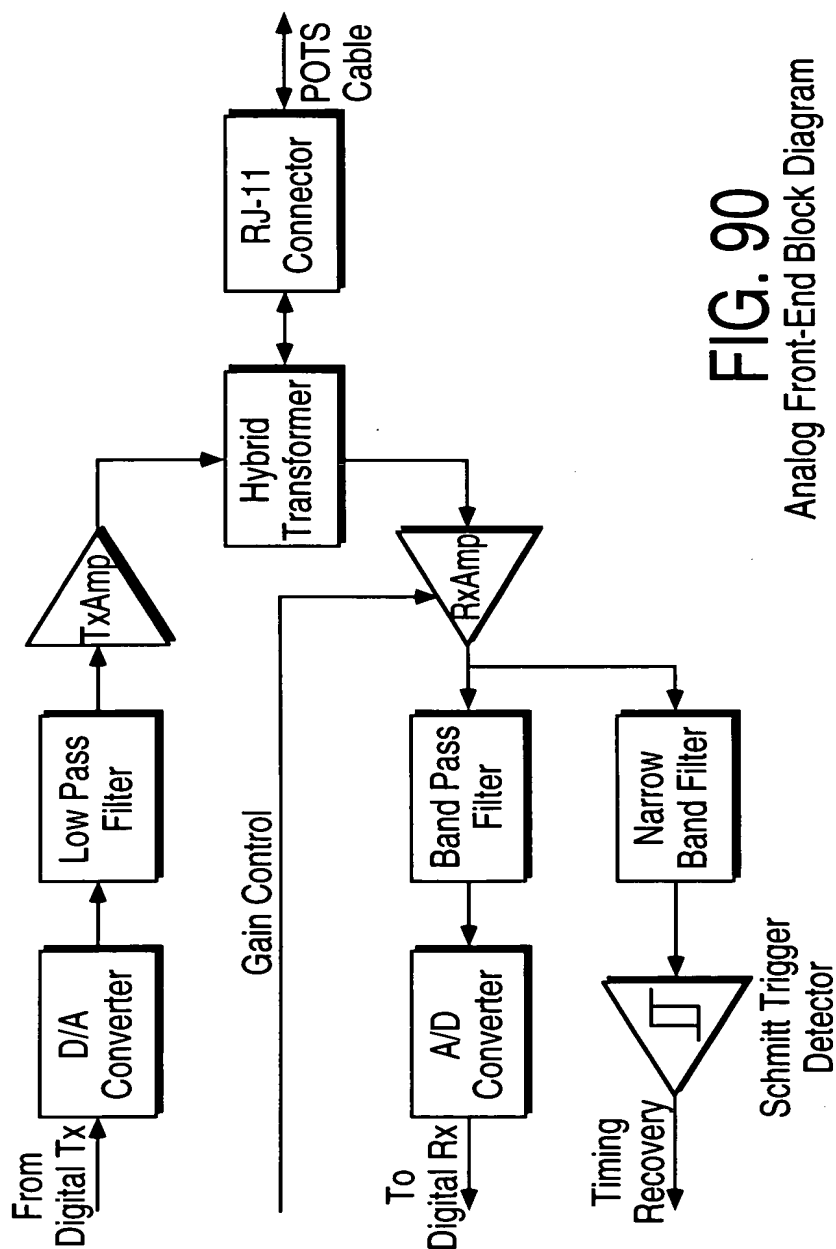 From
Digital Tx
D/A
Converter
Low Pass
Filter
TxAmp
Hybrid
Transformer
RJ-11
Connector
POTS
Cable
Gain Control
RxAmp
To
Digital Rx
A/D
Converter
Band Pass
Filter
Timing
Recovery
Schmitt Trigger
Detector
Narrow
Band Filter
FIG. 90
Analog Front-End Block Diagram